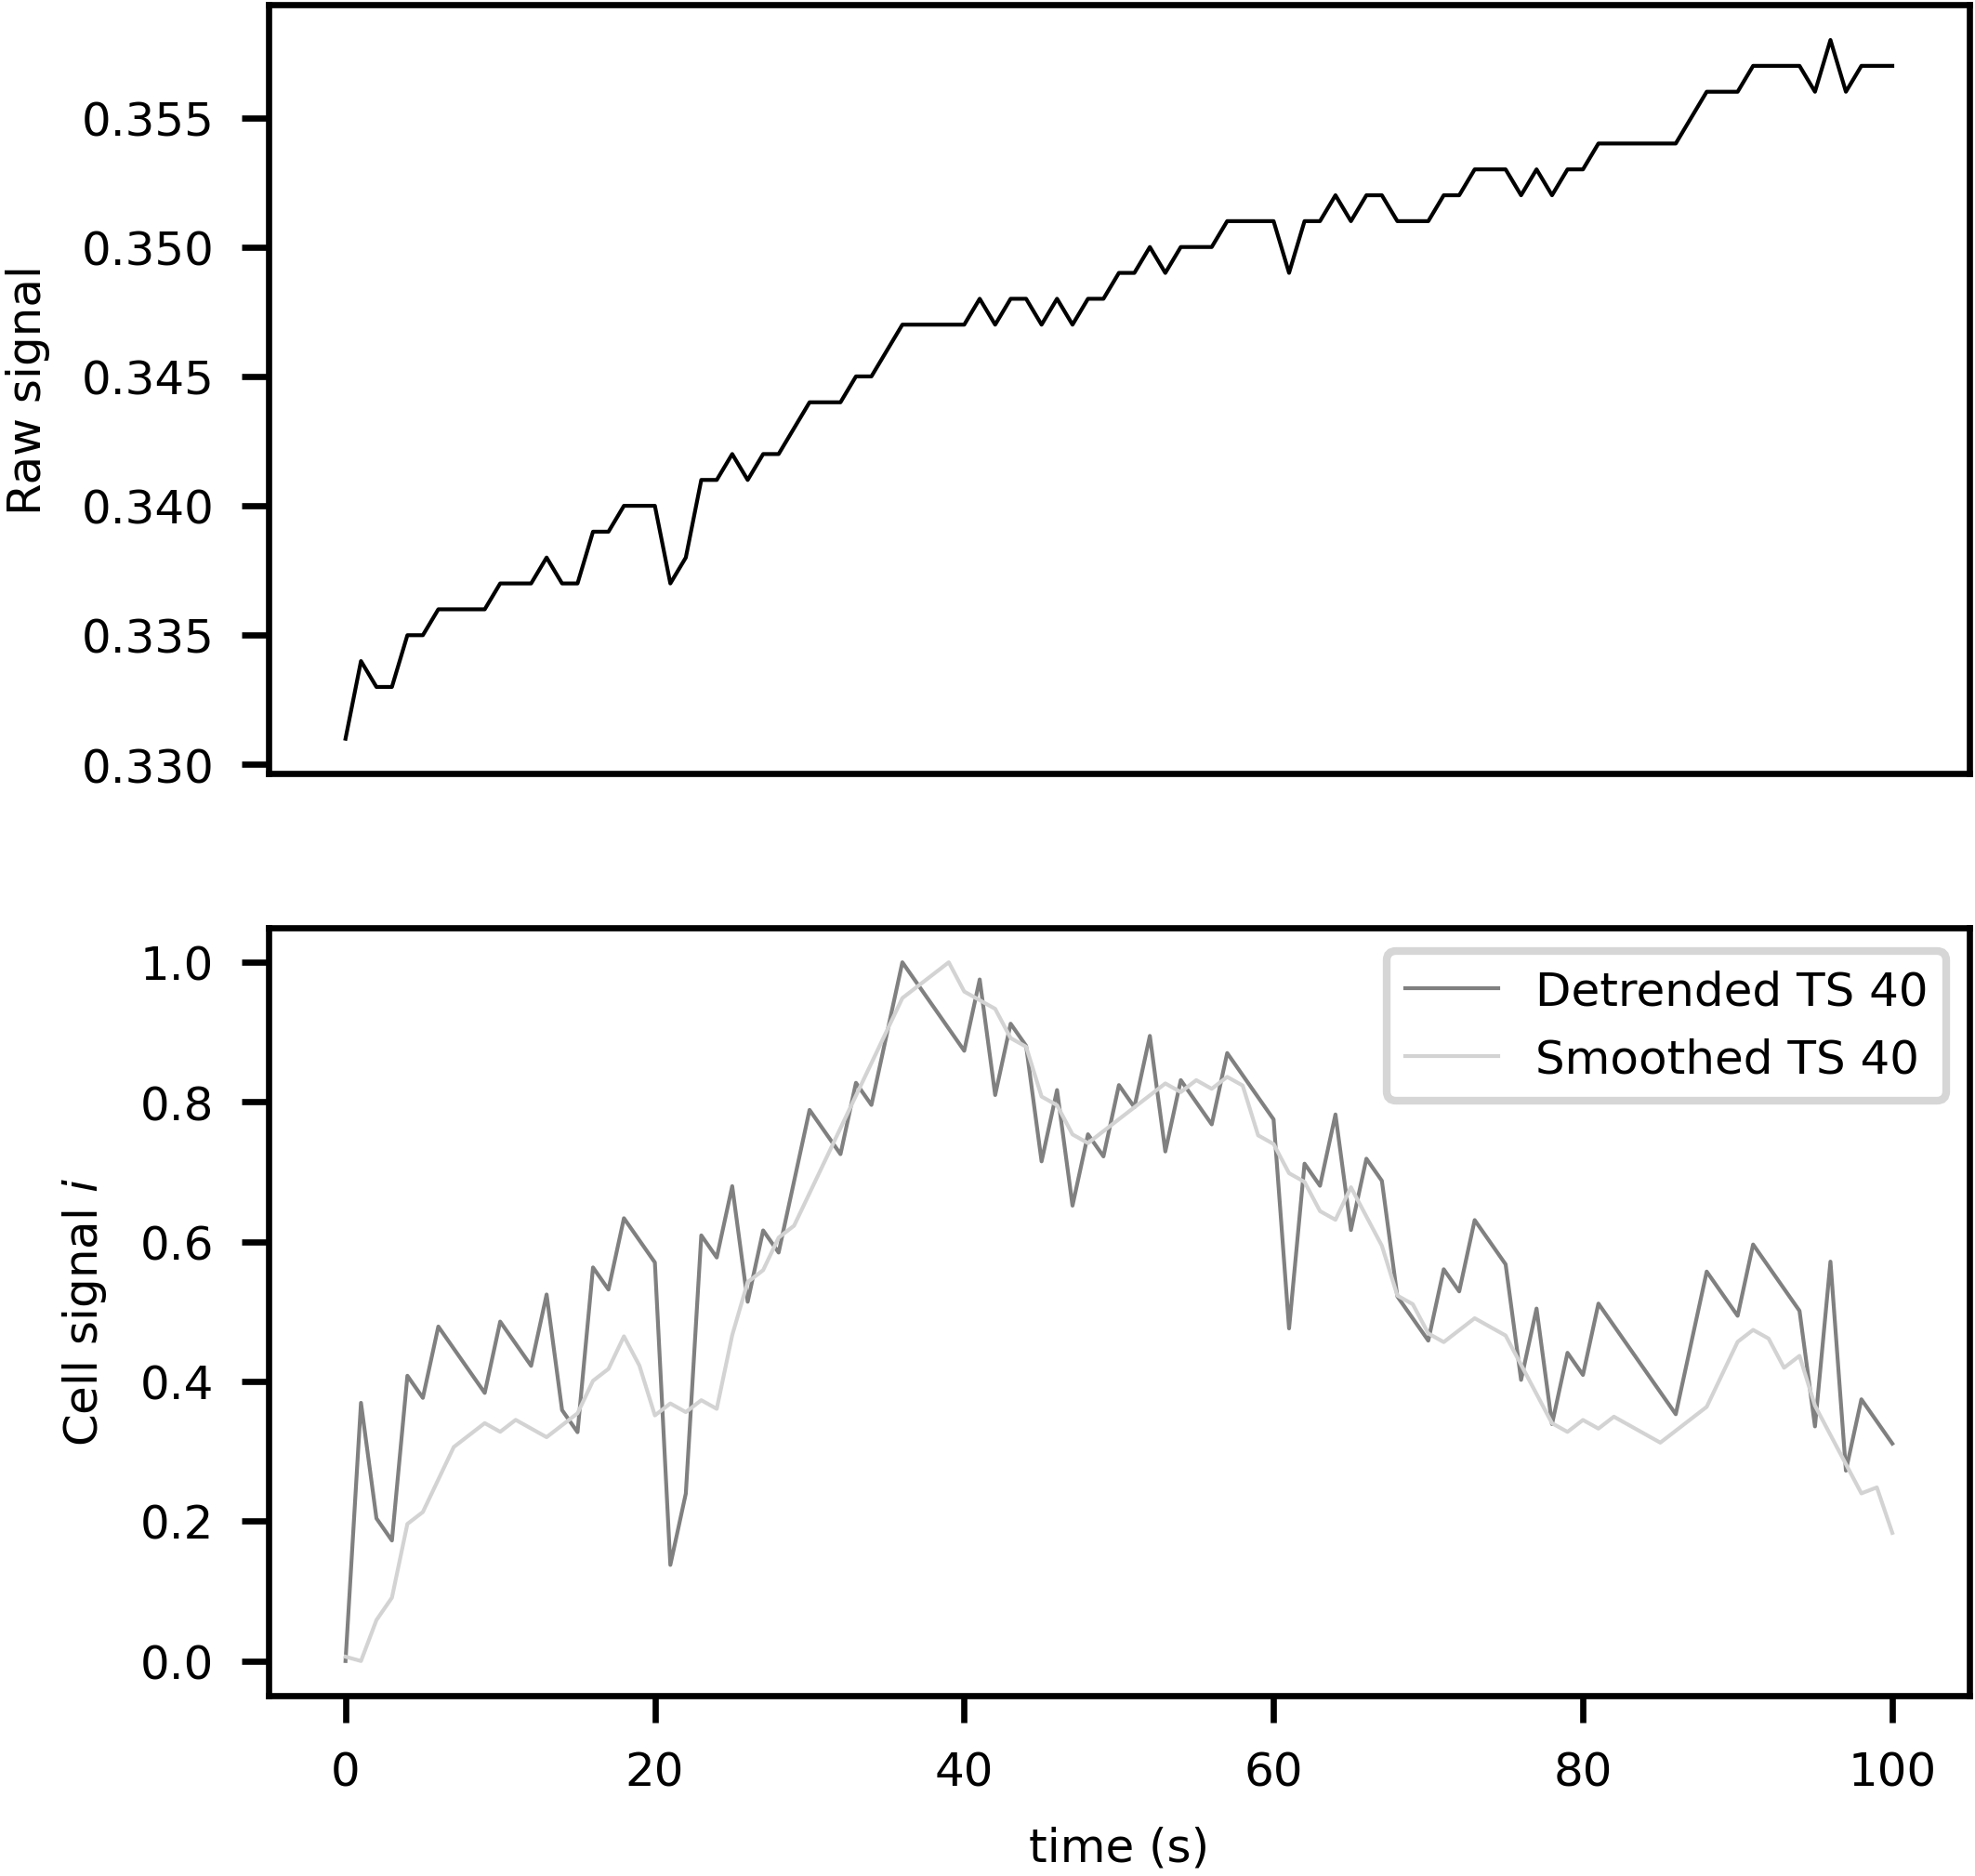 Raw signal
0.355
0.350
0.345
0.340
0.335
0.330
Cell signal i
1.0
0.8
0.6
0.4
0.2
0.0
Detrended TS 40
Smoothed TS 40
0 20 40 60 80 100
time (s)